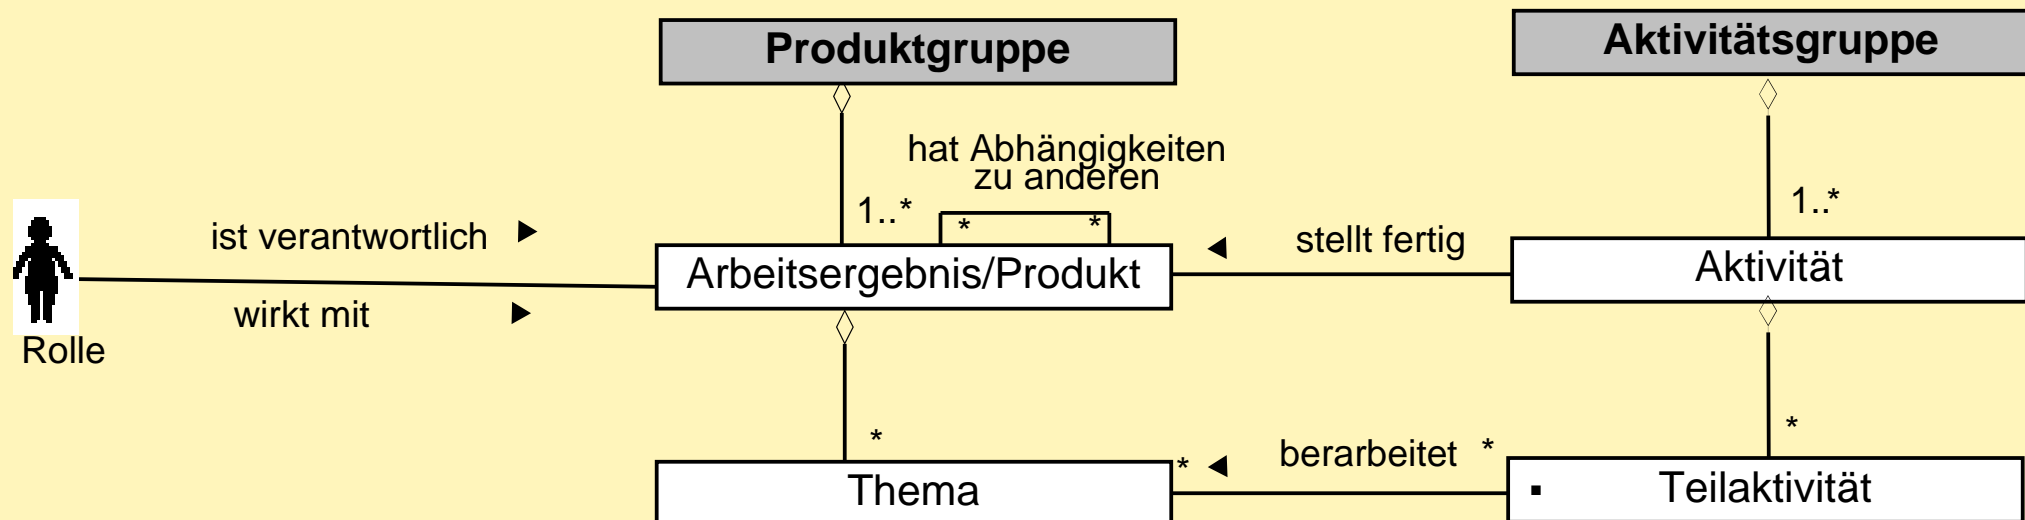 Produktgruppe
Aktivitätsgruppe
hat Abhängigkeiten
zu anderen
1..*
* *
1..*
ist verantwortlich
stellt fertig
Arbeitsergebnis/Produkt
Aktivität
wirkt mit
Rolle
*
*
* berarbeitet *
Thema
Teilaktivität